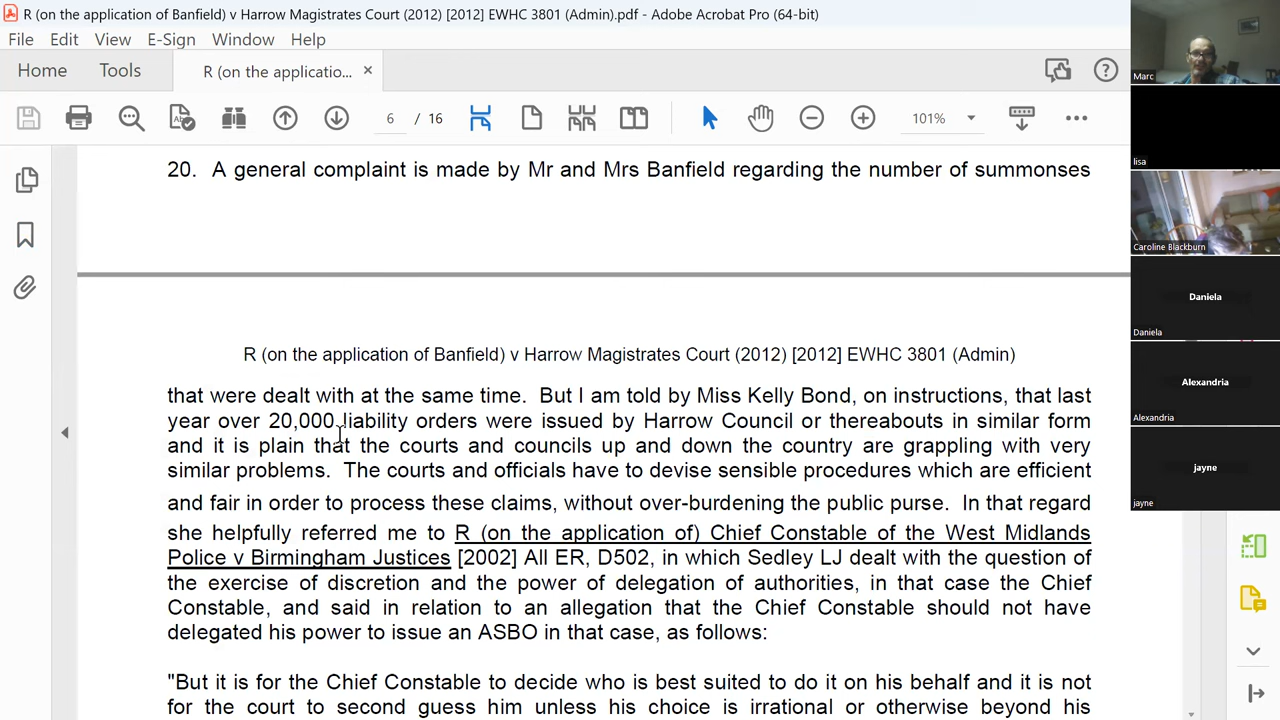 R (on the application of Banfield) v Harrow Magistrates Court (2012) [2012] EWHC 3801 (Admin).pdf - Adobe Acrobat Pro (64-bit)
File Edit View E-Sign Window Help
Home Tools R (on the applicatio... ×
6 / 16 101%
20. A general complaint is made by Mr and Mrs Banfield regarding the number of summonses
R (on the application of Banfield) v Harrow Magistrates Court (2012) [2012] EWHC 3801 (Admin)
that were dealt with at the same time. But I am told by Miss Kelly Bond, on instructions, that last
year over 20,000 liability orders were issued by Harrow Council or thereabouts in similar form
and it is plain that the courts and councils up and down the country are grappling with very
similar problems. The courts and officials have to devise sensible procedures which are efficient
and fair in order to process these claims, without over-burdening the public purse. In that regard
she helpfully referred me to R (on the application of) Chief Constable of the West Midlands
Police v Birmingham Justices [2002] All ER, D502, in which Sedley LJ dealt with the question of
the exercise of discretion and the power of delegation of authorities, in that case the Chief
Constable, and said in relation to an allegation that the Chief Constable should not have
delegated his power to issue an ASBO in that case, as follows:
"But it is for the Chief Constable to decide who is best suited to do it on his behalf and it is not
for the court to second guess him unless his choice is irrational or otherwise beyond his
Marc
lisa
Caroline Blackburn
Daniela
Daniela
Alexandria
Alexandria
jayne
jayne